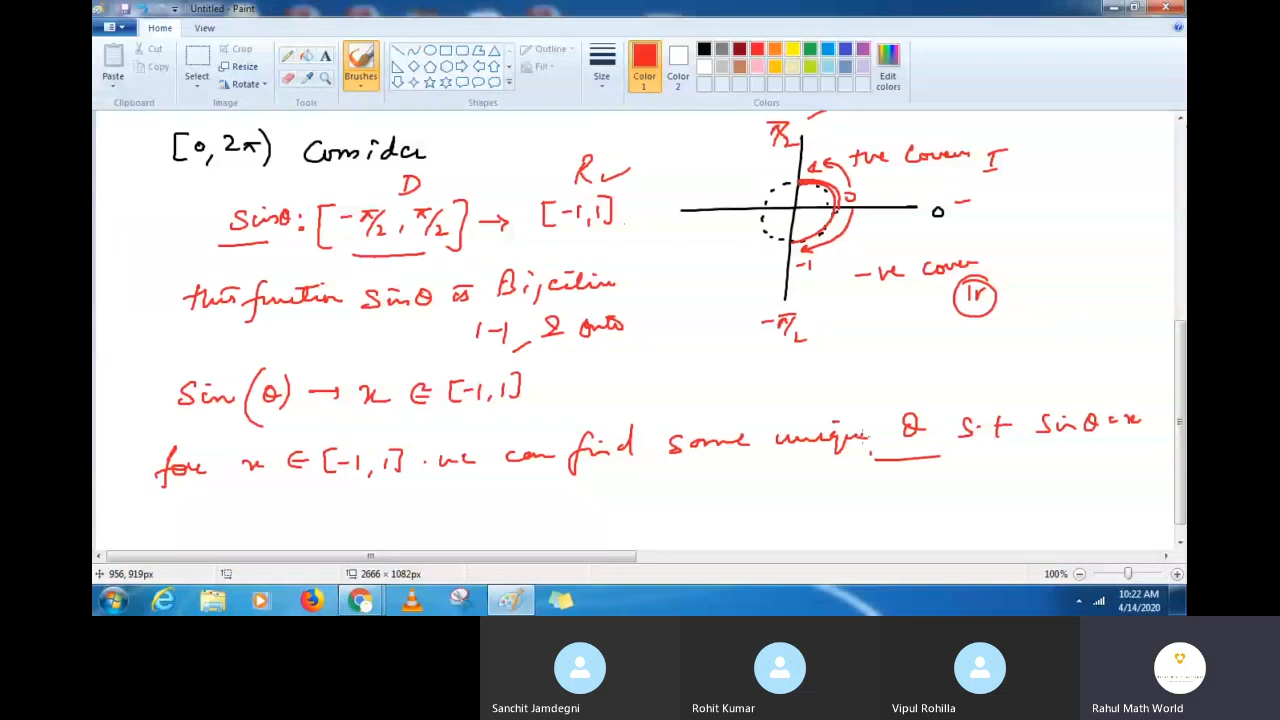 Untitled - Paint
Home View
Paste Cut Copy Clipboard
Select Crop Resize Rotate Image
Tools
Brushes
Shapes
Outline
Fill
Size
Color 1
Color 2
Edit colors
Colors
[0, 2π) Consider
D R ✓
sinθ : [-π/2, π/2] → [-1, 1]
this function sinθ is Bijective
1-1, & onto
sin(θ) → x ∈ [-1, 1]
for x ∈ [-1, 1]. we can find some unique θ s.t sinθ = x
π/2
1 +ve covers I
0
0
-1
-ve cover
IV
-π/2
956, 919px
2666 × 1082px
100%
10:22 AM
4/14/2020
Sanchit Jamdegni
Rohit Kumar
Vipul Rohilla
Rahul Math World